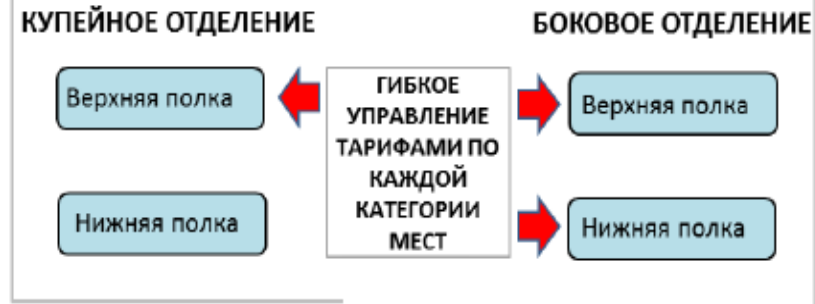 КУПЕЙНОЕ ОТДЕЛЕНИЕ
БОКОВОЕ ОТДЕЛЕНИЕ
Верхняя полка
Нижняя полка
ГИБКОЕ
УПРАВЛЕНИЕ
ТАРИФАМИ ПО
КАЖДОЙ
КАТЕГОРИИ
МЕСТ
Верхняя полка
Нижняя полка